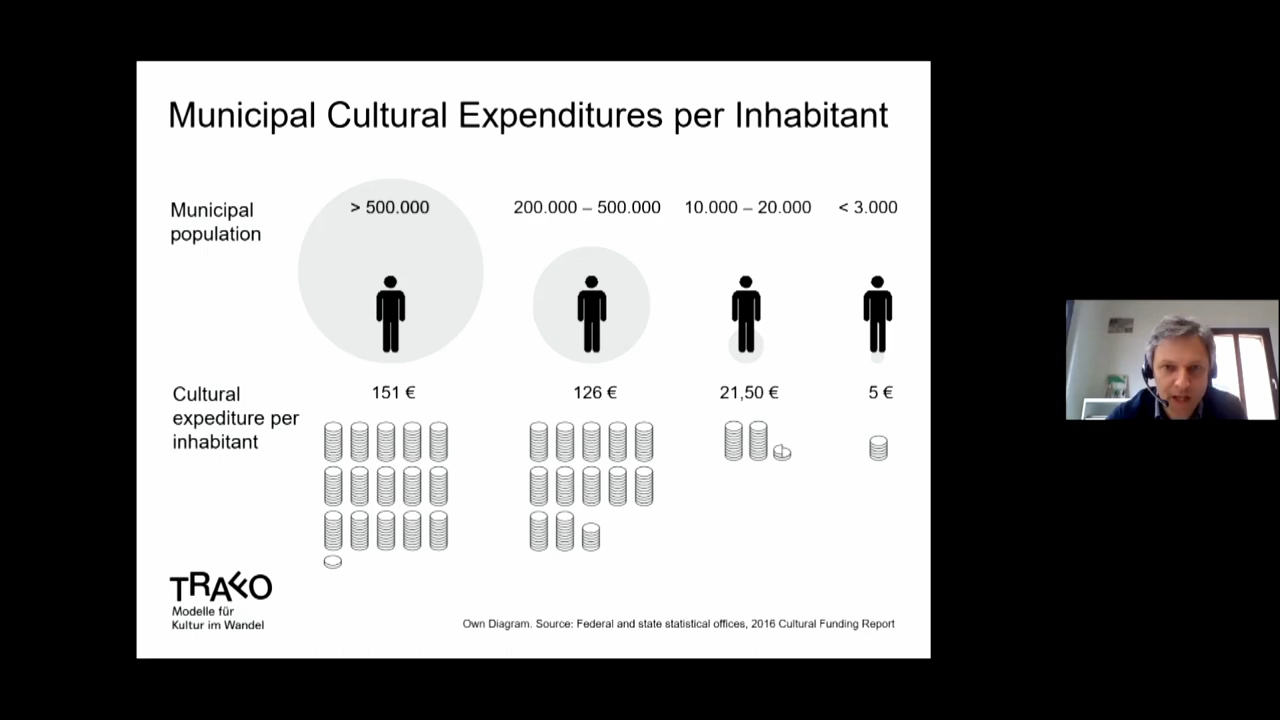 Municipal Cultural Expenditures per Inhabitant
Municipal
population
> 500.000
200.000 – 500.000
10.000 – 20.000
< 3.000
Cultural
expediture per
inhabitant
151 €
126 €
21,50 €
5 €
TRAFO
Modelle für
Kultur im Wandel
Own Diagram. Source: Federal and state statistical offices, 2016 Cultural Funding Report